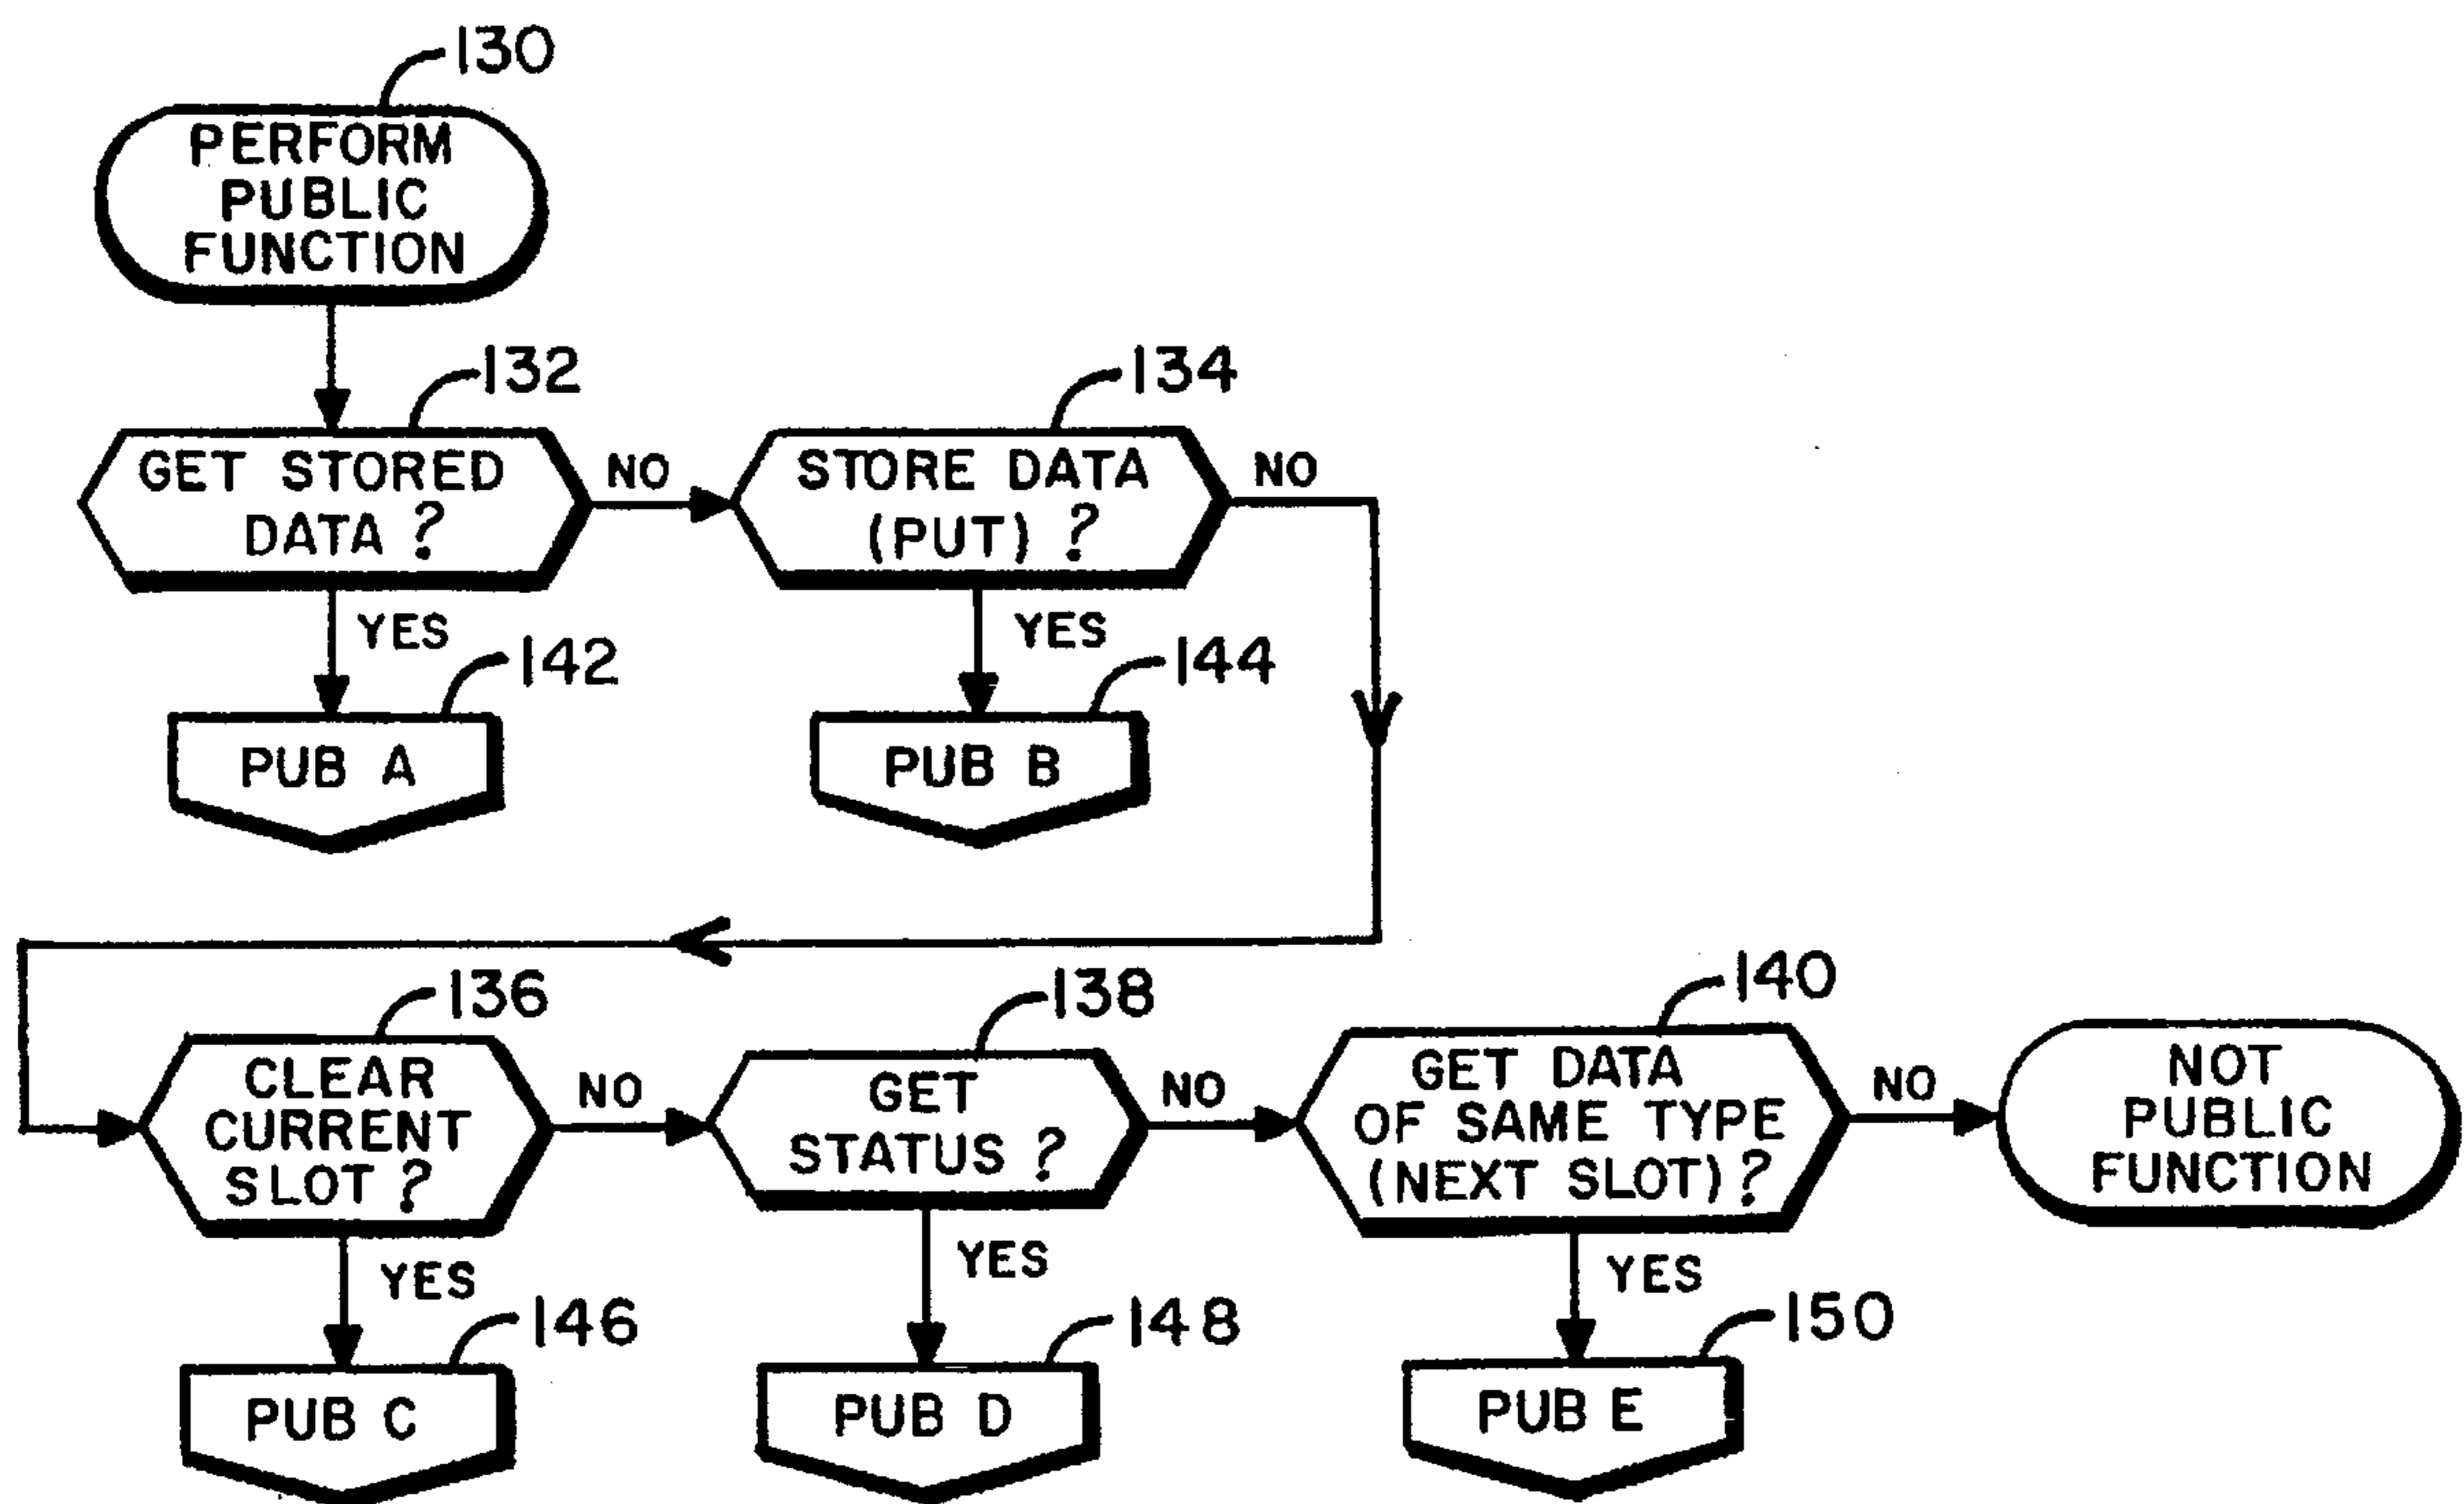 130
PERFORM
PUBLIC
FUNCTION
132
134
GET STORED
DATA ?
NO
STORE DATA
(PUT) ?
NO
YES
142
YES
144
PUB A
PUB B
136
138
140
CLEAR
CURRENT
SLOT ?
NO
GET
STATUS ?
NO
GET DATA
OF SAME TYPE
(NEXT SLOT) ?
NO
NOT
PUBLIC
FUNCTION
YES
146
YES
148
YES
150
PUB C
PUB D
PUB E